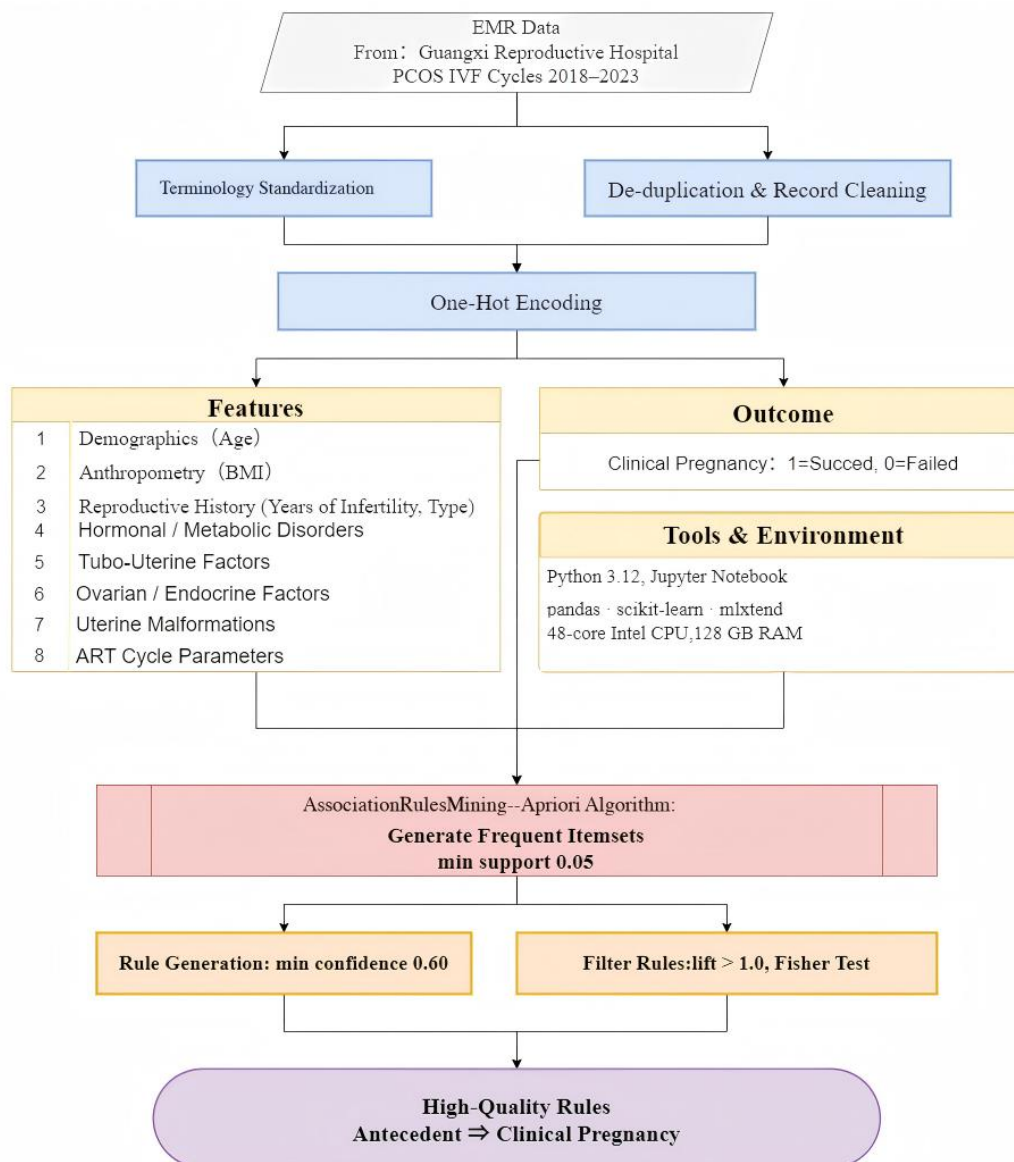 EMR Data
From：Guangxi Reproductive Hospital
PCOS IVF Cycles 2018–2023
Terminology Standardization
De-duplication & Record Cleaning
One-Hot Encoding
Features
1 Demographics（Age）
2 Anthropometry（BMI）
3 Reproductive History (Years of Infertility, Type)
4 Hormonal / Metabolic Disorders
5 Tubo-Uterine Factors
6 Ovarian / Endocrine Factors
7 Uterine Malformations
8 ART Cycle Parameters
Outcome
Clinical Pregnancy：1=Succed, 0=Failed
Tools & Environment
Python 3.12, Jupyter Notebook
pandas · scikit-learn · mlxtend
48-core Intel CPU,128 GB RAM
AssociationRulesMining--Apriori Algorithm:
Generate Frequent Itemsets
min support 0.05
Rule Generation: min confidence 0.60
Filter Rules:lift > 1.0, Fisher Test
High-Quality Rules
Antecedent ⇒ Clinical Pregnancy